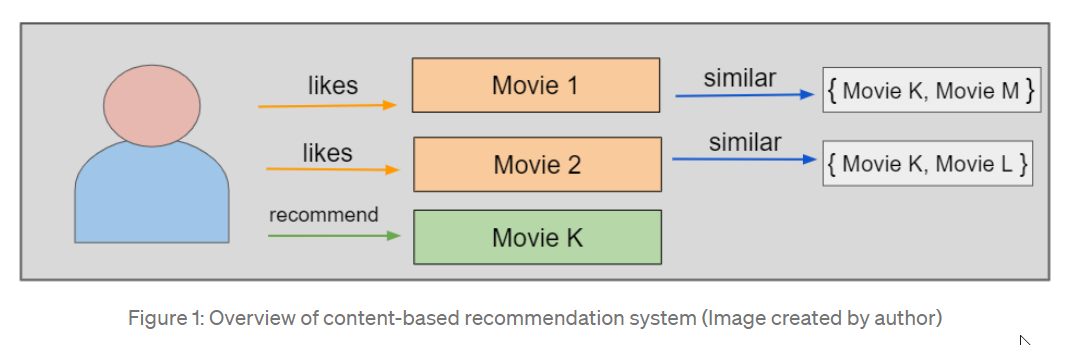 likes Movie 1 similar { Movie K, Movie M }
likes Movie 2 similar { Movie K, Movie L }
recommend Movie K
Figure 1: Overview of content-based recommendation system (Image created by author)